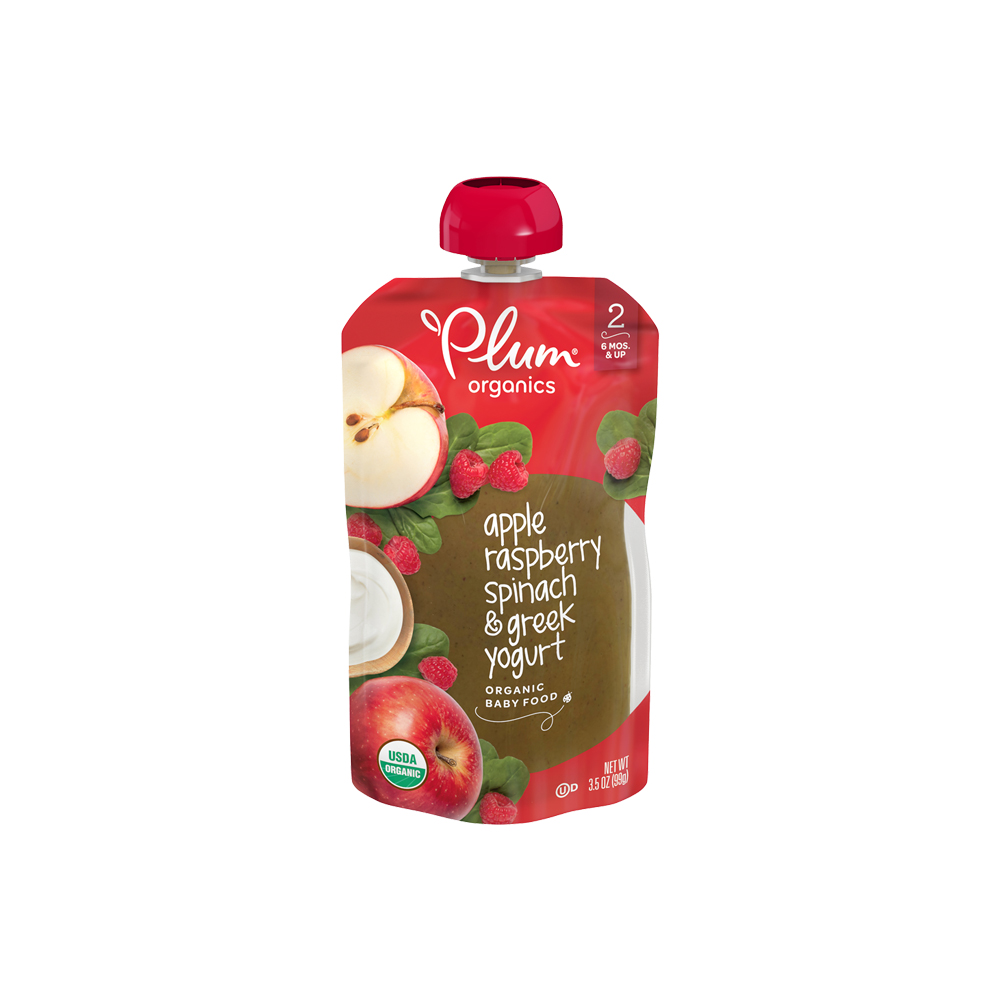 Plum®
organics
2
6 MOS.
& UP
apple
raspberry
spinach
& greek
yogurt
ORGANIC
BABY FOOD
USDA
ORGANIC
U D
NET WT
3.5 OZ (99g)